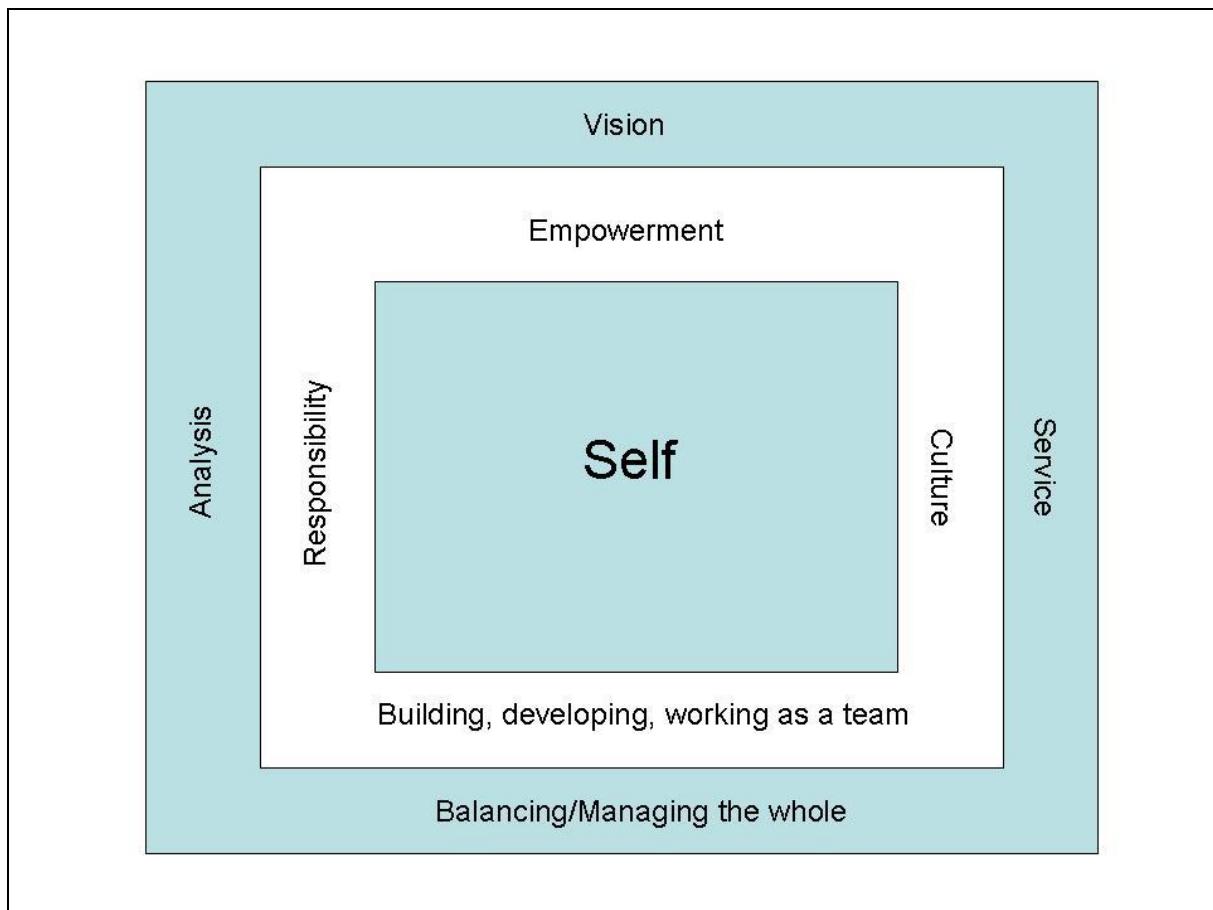 Vision
Empowerment
Analysis
Responsibility
Self
Culture
Service
Building, developing, working as a team
Balancing/Managing the whole